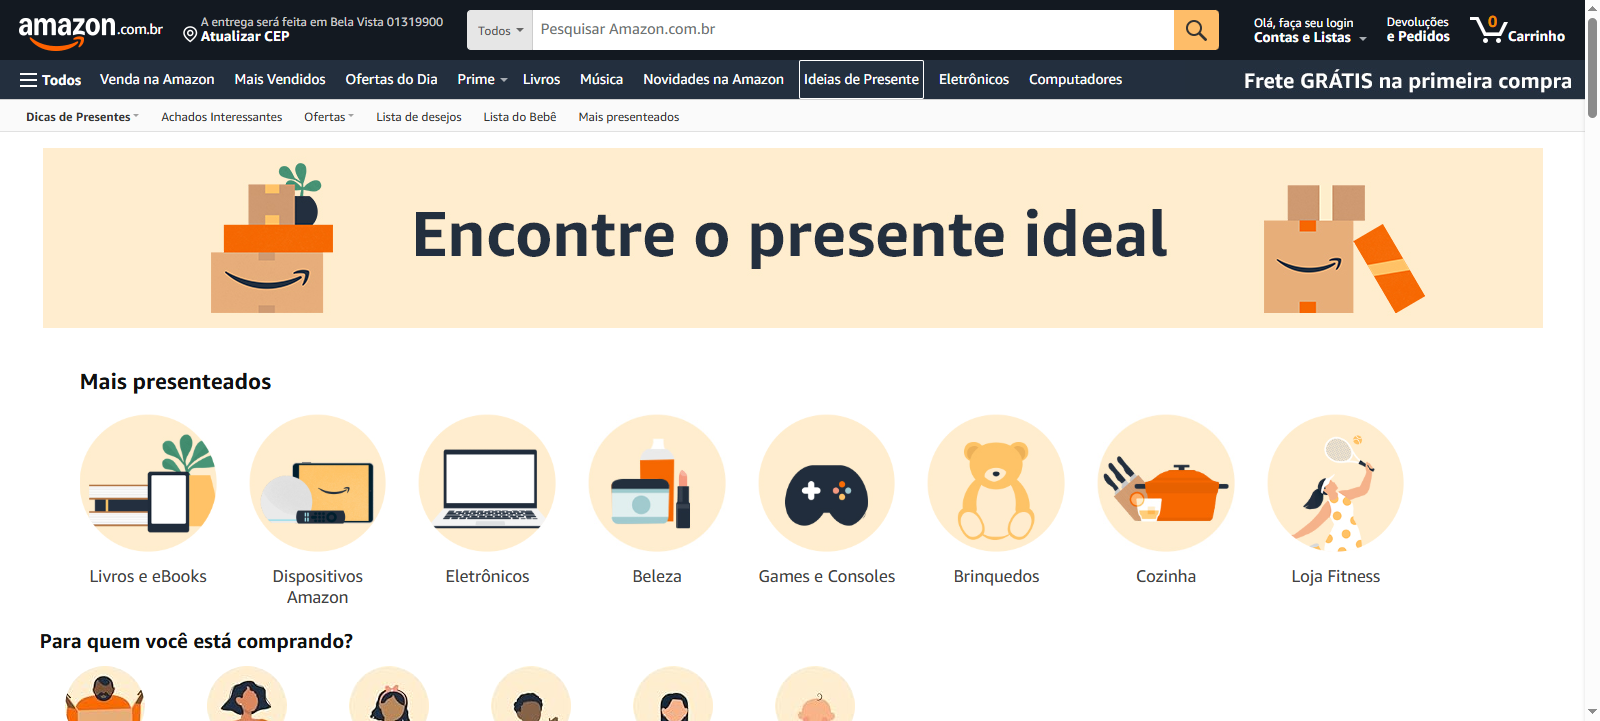 amazon.com.br
A entrega será feita em Bela Vista 01319900
Atualizar CEP
Todos
Pesquisar Amazon.com.br
Olá, faça seu login
Contas e Listas
Devoluções
e Pedidos
0
Carrinho
Todos
Venda na Amazon
Mais Vendidos
Ofertas do Dia
Prime
Livros
Música
Novidades na Amazon
Ideias de Presente
Eletrônicos
Computadores
Frete GRÁTIS na primeira compra
Dicas de Presentes
Achados Interessantes
Ofertas
Lista de desejos
Lista do Bebê
Mais presenteados
Encontre o presente ideal
Mais presenteados
Livros e eBooks
Dispositivos
Amazon
Eletrônicos
Beleza
Games e Consoles
Brinquedos
Cozinha
Loja Fitness
Para quem você está comprando?